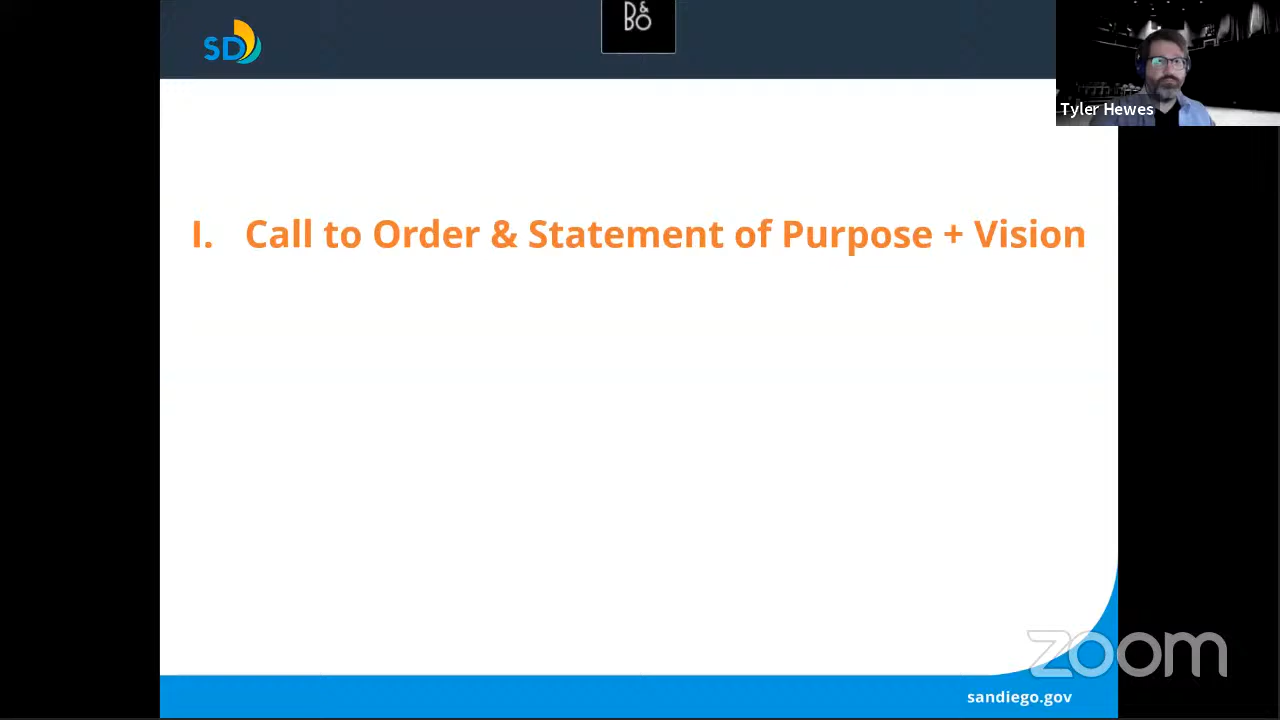 SD
B&O
Tyler Hewes
I. Call to Order & Statement of Purpose + Vision
zoom
sandiego.gov